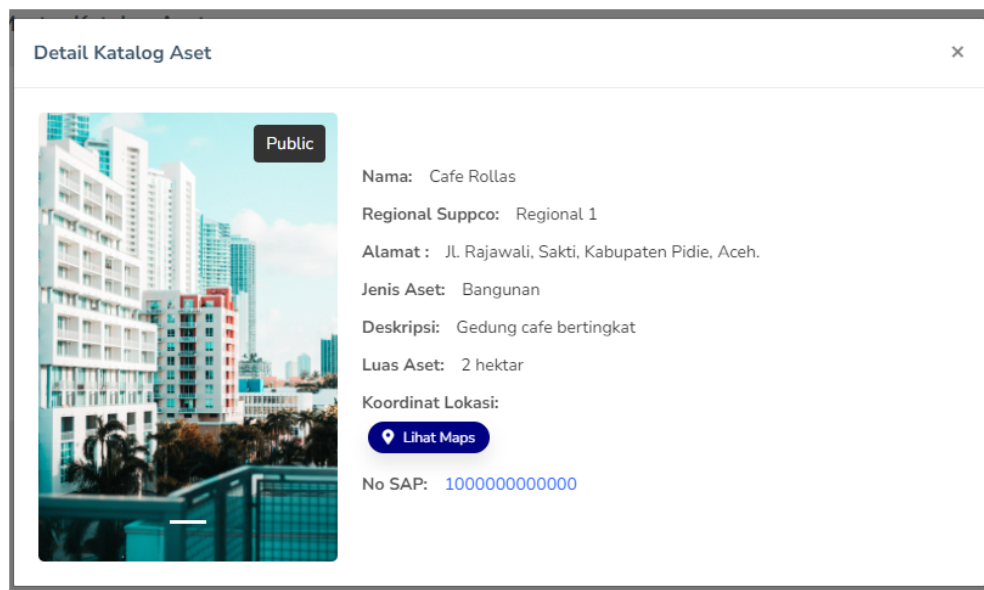 Detail Katalog Aset
×
Public
Nama: Cafe Rollas
Regional Suppco: Regional 1
Alamat : Jl. Rajawali, Sakti, Kabupaten Pidie, Aceh.
Jenis Aset: Bangunan
Deskripsi: Gedung cafe bertingkat
Luas Aset: 2 hektar
Koordinat Lokasi:
Lihat Maps
No SAP: 1000000000000